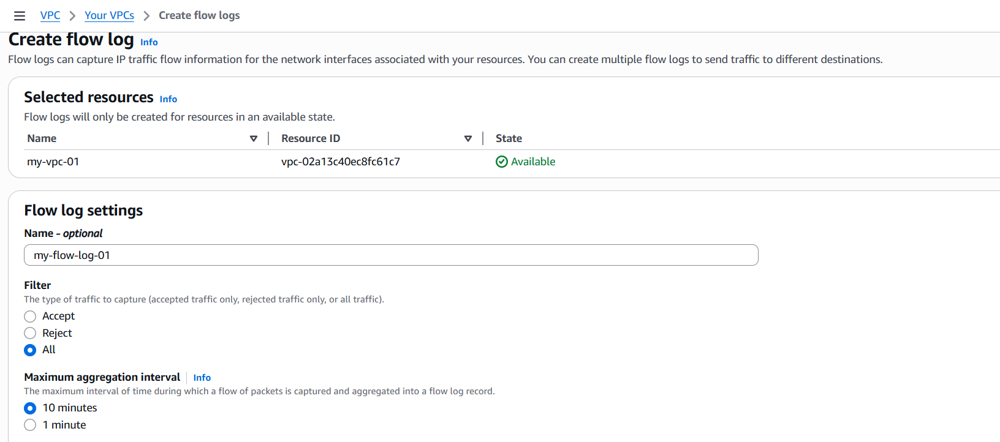 VPC > Your VPCs > Create flow logs
Create flow log Info
Flow logs can capture IP traffic flow information for the network interfaces associated with your resources. You can create multiple flow logs to send traffic to different destinations.
Selected resources Info
Flow logs will only be created for resources in an available state.
Name Resource ID State
my-vpc-01 vpc-02a13c40ec8fc61c7 Available
Flow log settings
Name - optional
my-flow-log-01
Filter
The type of traffic to capture (accepted traffic only, rejected traffic only, or all traffic).
Accept
Reject
All
Maximum aggregation interval Info
The maximum interval of time during which a flow of packets is captured and aggregated into a flow log record.
10 minutes
1 minute